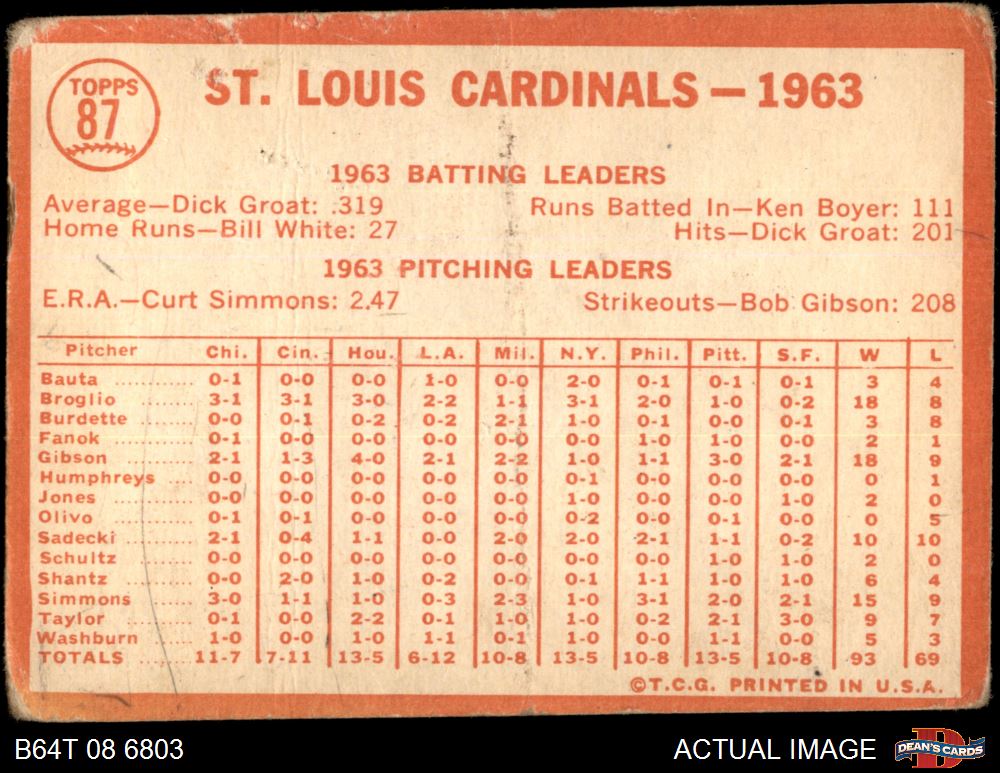 TOPPS
87
ST. LOUIS CARDINALS — 1963
1963 BATTING LEADERS
Average—Dick Groat: .319 Runs Batted In—Ken Boyer: 111
Home Runs—Bill White: 27 Hits—Dick Groat: 201
1963 PITCHING LEADERS
E.R.A.—Curt Simmons: 2.47 Strikeouts—Bob Gibson: 208
Pitcher Chi. Cin. Hou. L.A. Mil. N.Y. Phil. Pitt. S.F. W L
Bauta .......... 0-1 0-0 0-0 1-0 0-0 2-0 0-1 0-1 0-1 3 4
Broglio ........ 3-1 3-1 3-0 2-2 1-1 3-1 2-0 1-0 0-2 18 8
Burdette ....... 0-0 0-1 0-2 0-2 2-1 1-0 0-1 0-0 0-1 3 8
Fanok .......... 0-1 0-0 0-0 0-0 0-0 0-0 1-0 1-0 0-0 2 1
Gibson ......... 2-1 1-3 4-0 2-1 2-2 1-0 1-1 3-0 2-1 18 9
Humphreys .... 0-0 0-0 0-0 0-0 0-0 0-1 0-0 0-0 0-0 0 1
Jones .......... 0-0 0-0 0-0 0-0 0-0 1-0 0-0 0-0 1-0 2 0
Olivo .......... 0-1 0-1 0-0 0-0 0-0 0-2 0-0 0-1 0-0 0 5
Sadecki ........ 2-1 0-4 1-1 0-0 2-0 2-0 2-1 1-1 0-2 10 10
Schultz ........ 0-0 0-0 0-0 0-0 0-0 0-0 0-0 1-0 1-0 2 0
Shantz ......... 0-0 2-0 1-0 0-2 0-0 0-1 1-1 1-0 1-0 6 4
Simmons ...... 3-0 1-1 1-0 0-3 2-3 1-0 3-1 2-0 2-1 15 9
Taylor ......... 0-1 0-0 2-2 0-1 1-0 1-0 0-2 2-1 3-0 9 7
Washburn ..... 1-0 0-0 1-0 1-1 0-1 1-0 0-0 1-1 0-0 5 3
TOTALS ....... 11-7 7-11 13-5 6-12 10-8 13-5 10-8 13-5 10-8 93 69
©T.C.G. PRINTED IN U.S.A.
B64T 08 6803 ACTUAL IMAGE DEAN'S CARDS